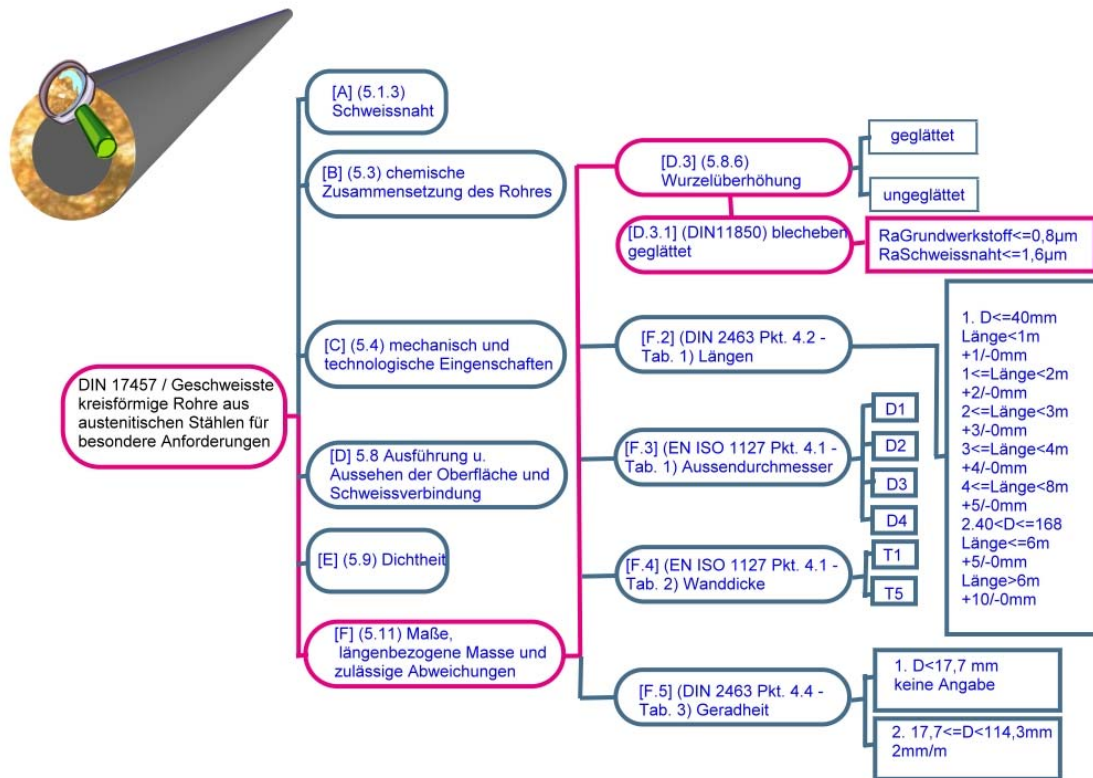 DIN 17457 / Geschweisste
kreisförmige Rohre aus
austenitischen Stählen für
besondere Anforderungen
[A] (5.1.3)
Schweissnaht
[B] (5.3) chemische
Zusammensetzung des Rohres
[C] (5.4) mechanisch und
technologische Eingenschaften
[D] 5.8 Ausführung u.
Aussehen der Oberfläche und
Schweissverbindung
[E] (5.9) Dichtheit
[F] (5.11) Maße,
längenbezogene Masse und
zulässige Abweichungen
[D.3] (5.8.6)
Wurzelüberhöhung
geglättet
ungeglättet
[D.3.1] (DIN11850) blecheben
geglättet
RaGrundwerkstoff<=0,8µm
RaSchweissnaht<=1,6µm
[F.2] (DIN 2463 Pkt. 4.2 -
Tab. 1) Längen
1. D<=40mm
Länge<1m
+1/-0mm
1<=Länge<2m
+2/-0mm
2<=Länge<3m
+3/-0mm
3<=Länge<4m
+4/-0mm
4<=Länge<8m
+5/-0mm
2.40<D<=168
Länge<=6m
+5/-0mm
Länge>6m
+10/-0mm
[F.3] (EN ISO 1127 Pkt. 4.1 -
Tab. 1) Aussendurchmesser
D1
D2
D3
D4
[F.4] (EN ISO 1127 Pkt. 4.1 -
Tab. 2) Wanddicke
T1
T5
[F.5] (DIN 2463 Pkt. 4.4 -
Tab. 3) Geradheit
1. D<17,7 mm
keine Angabe
2. 17,7<=D<114,3mm
2mm/m